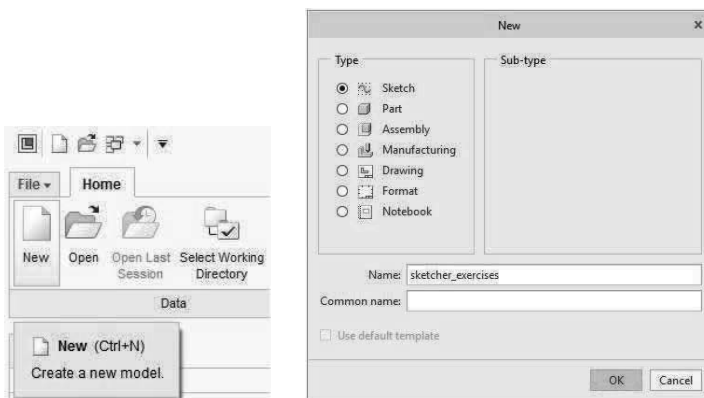 File
Home
New
Open
Open Last
Session
Select Working
Directory
Data
New (Ctrl+N)
Create a new model.
New
Type
Sketch
Part
Assembly
Manufacturing
Drawing
Format
Notebook
Sub-type
Name: sketcher_exercises
Common name:
Use default template
OK Cancel